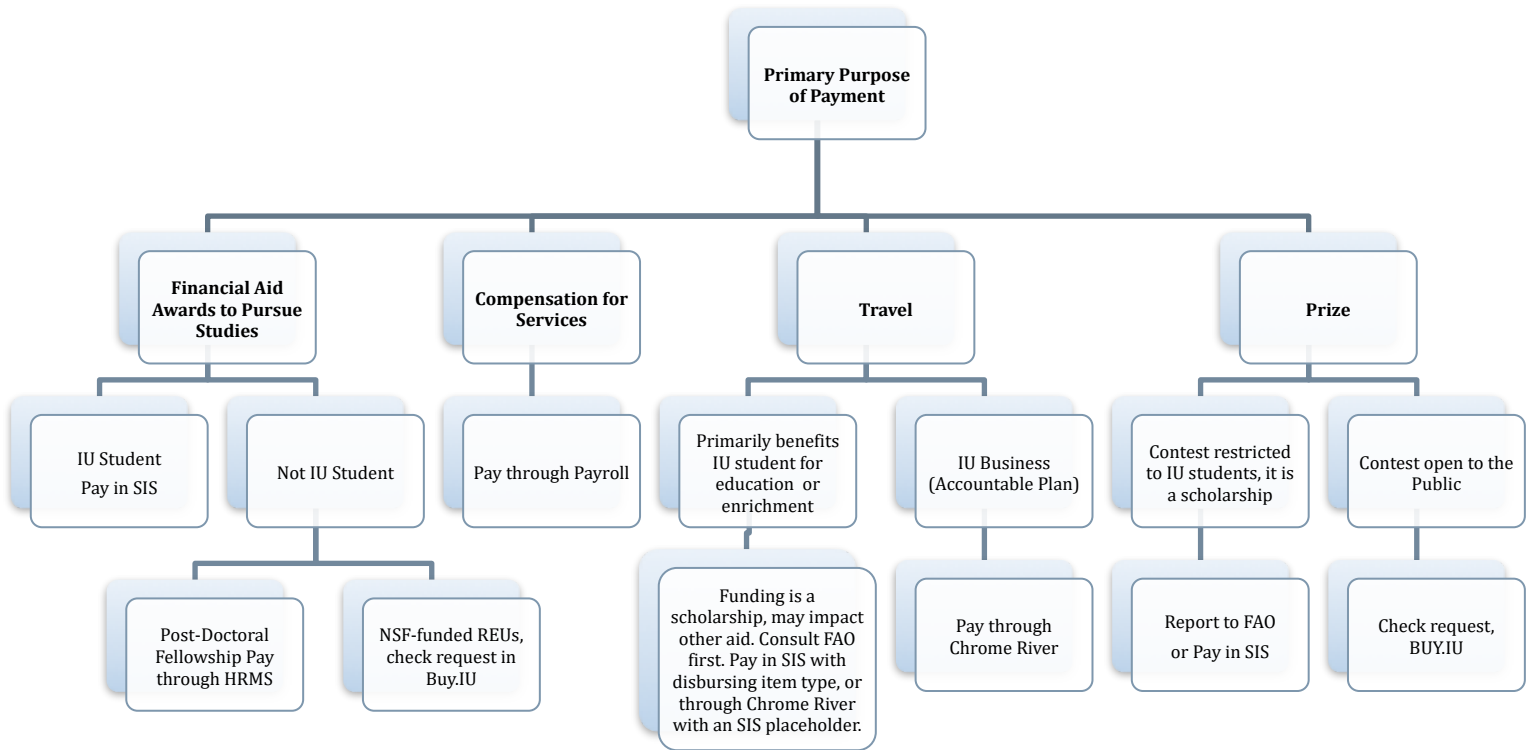 Primary Purpose
of Payment
Financial Aid
Awards to Pursue
Studies
Compensation for
Services
Travel
Prize
IU Student
Pay in SIS
Not IU Student
Pay through Payroll
Primarily benefits
IU student for
education or
enrichment
IU Business
(Accountable Plan)
Contest restricted
to IU students, it is
a scholarship
Contest open to the
Public
Post-Doctoral
Fellowship Pay
through HRMS
NSF-funded REUs,
check request in
Buy.IU
Funding is a
scholarship, may impact
other aid. Consult FAO
first. Pay in SIS with
disbursing item type, or
through Chrome River
with an SIS placeholder.
Pay through
Chrome River
Report to FAO
or Pay in SIS
Check request,
BUY.IU